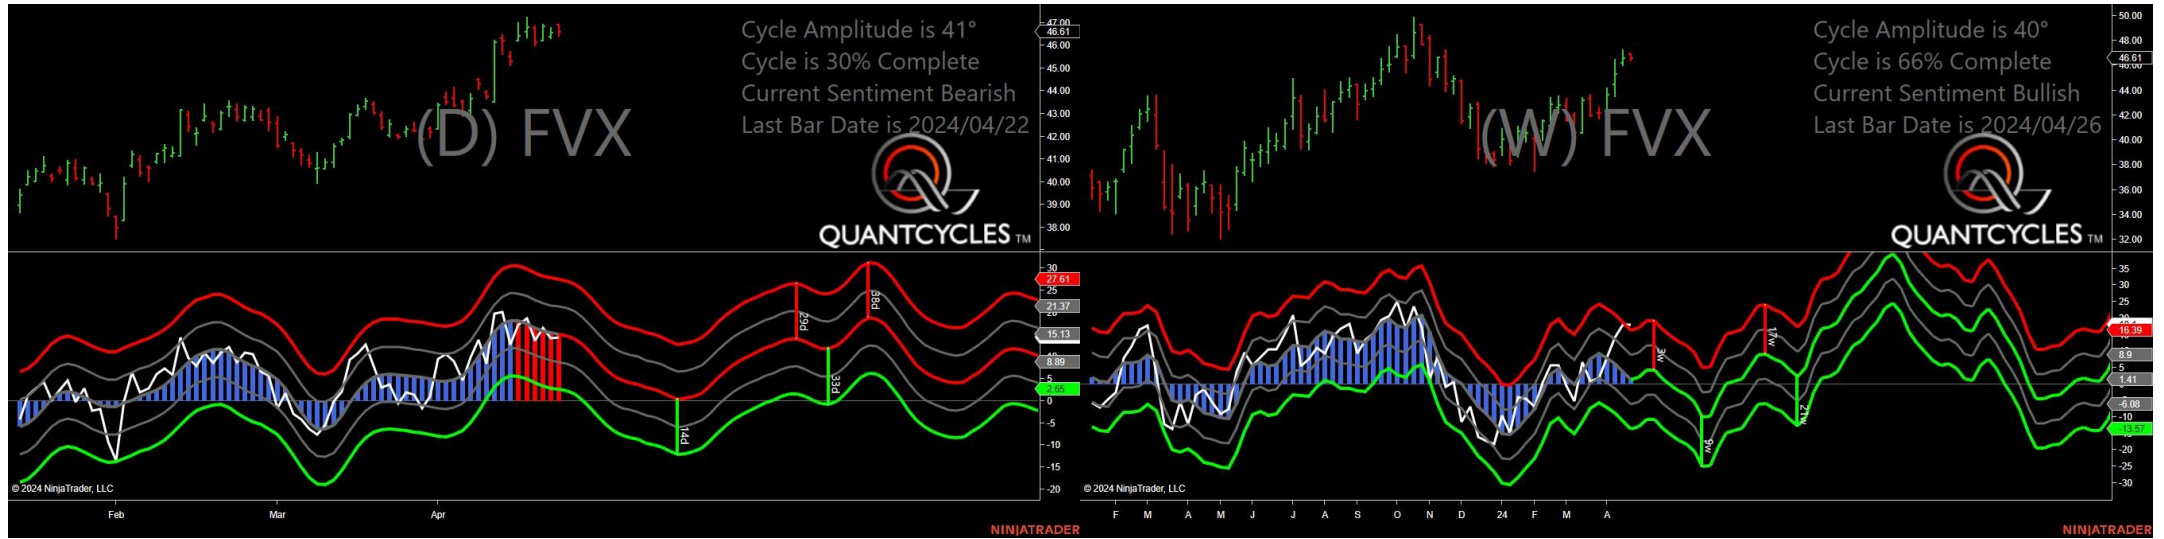 Cycle Amplitude is 41°
Cycle is 30% Complete
Current Sentiment Bearish
Last Bar Date is 2024/04/22
(D) FVX
QUANTCYCLES TM
47.00
46.61
46.00
45.00
44.00
43.00
42.00
41.00
40.00
39.00
38.00
30
27.61
25
21.37
20
15.13
8.89
5
2.65
0
-5
-10
-15
-20
29d
38d
33d
14d
© 2024 NinjaTrader, LLC
Feb Mar Apr
NINJATRADER
Cycle Amplitude is 40°
Cycle is 66% Complete
Current Sentiment Bullish
Last Bar Date is 2024/04/26
(W) FVX
QUANTCYCLES TM
50.00
48.00
46.61
46.00
44.00
42.00
40.00
38.00
36.00
34.00
32.00
35
30
25
16.39
8.9
5
1.41
-6.08
-10
-13.57
-20
-25
-30
3w
17w
9w
21w
© 2024 NinjaTrader, LLC
F M A M J J A S O N D 24 F M A
NINJATRADER